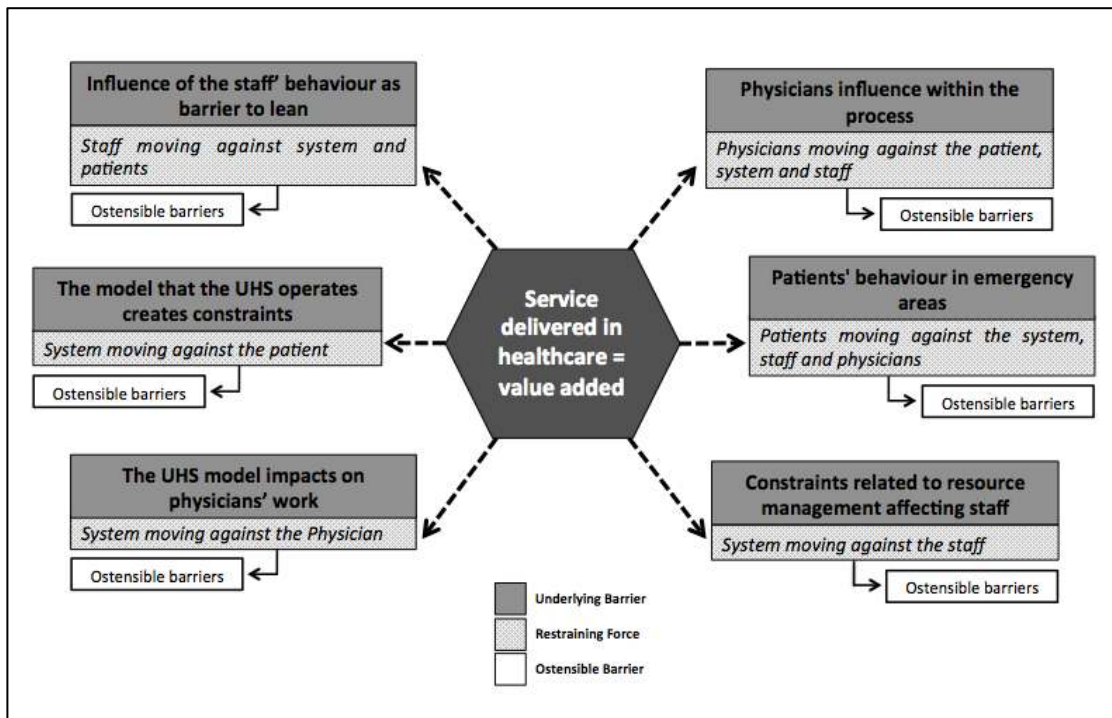 Influence of the staff' behaviour as
barrier to lean
Staff moving against system and
patients
Ostensible barriers
Physicians influence within the
process
Physicians moving against the patient,
system and staff
Ostensible barriers
The model that the UHS operates
creates constraints
System moving against the patient
Ostensible barriers
Service
delivered in
healthcare =
value added
Patients' behaviour in emergency
areas
Patients moving against the system,
staff and physicians
Ostensible barriers
The UHS model impacts on
physicians' work
System moving against the Physician
Ostensible barriers
Constraints related to resource
management affecting staff
System moving against the staff
Ostensible barriers
Underlying Barrier
Restraining Force
Ostensible Barrier